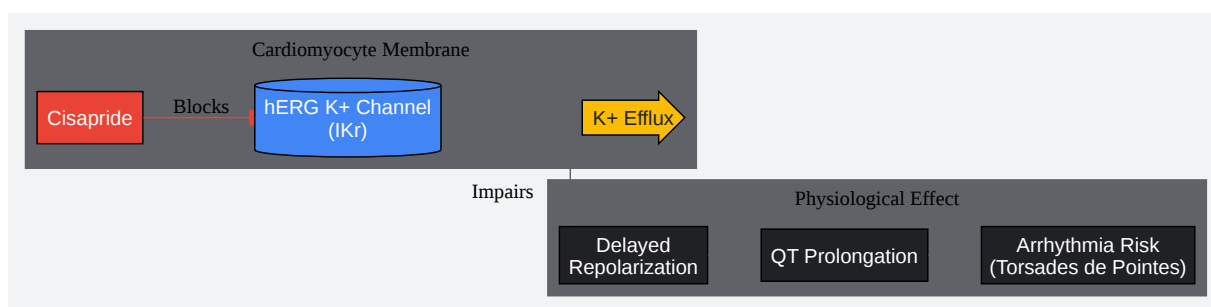 Cardiomyocyte Membrane
Cisapride
Blocks
hERG K+ Channel
(IKr)
K+ Efflux
Impairs
Physiological Effect
Delayed
Repolarization
QT Prolongation
Arrhythmia Risk
(Torsades de Pointes)